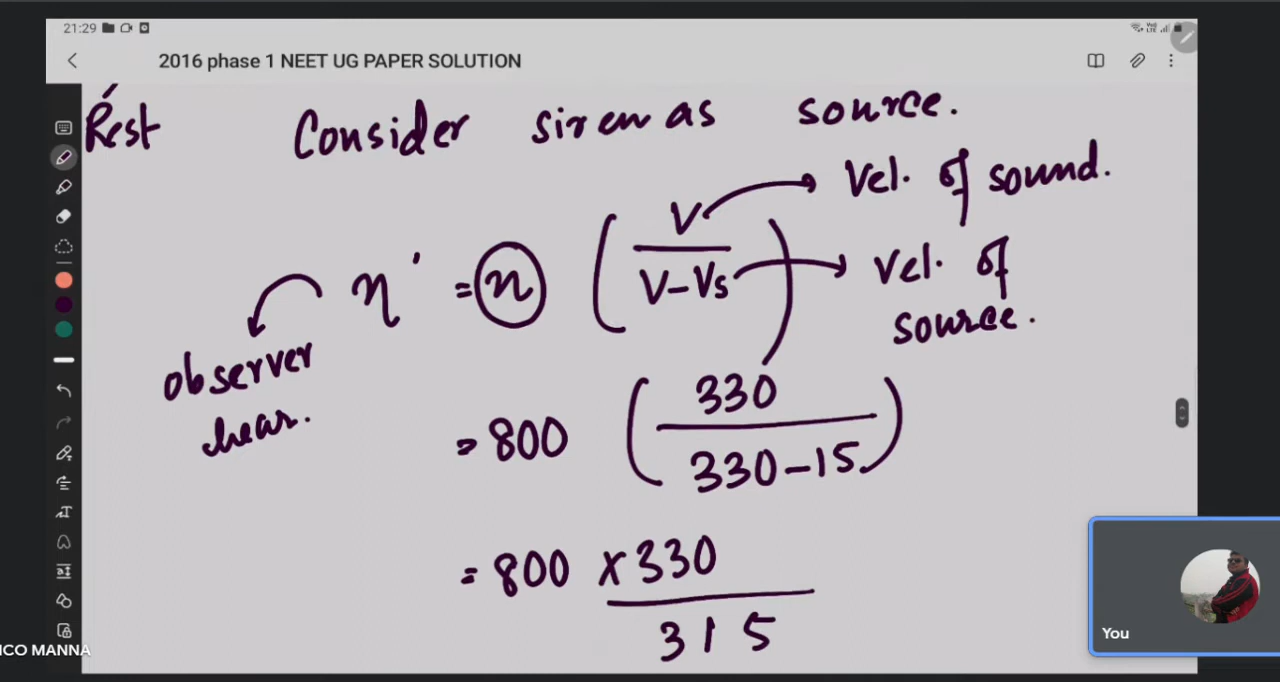 21:29
2016 phase 1 NEET UG PAPER SOLUTION
Rest Consider siren as source.
Vel. of sound.
η' = n ( V / V-Vs )
Vel. of source.
observer hear.
= 800 ( 330 / 330-15 )
= 800 × 330 / 315
You
ICO MANNA